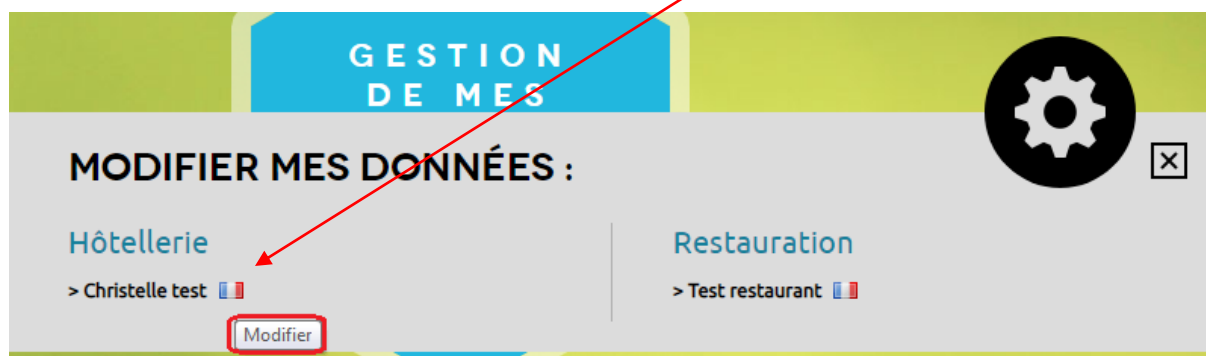 GESTION
DE MES
MODIFIER MES DONNÉES :
Hôtellerie
> Christelle test
Modifier
Restauration
> Test restaurant